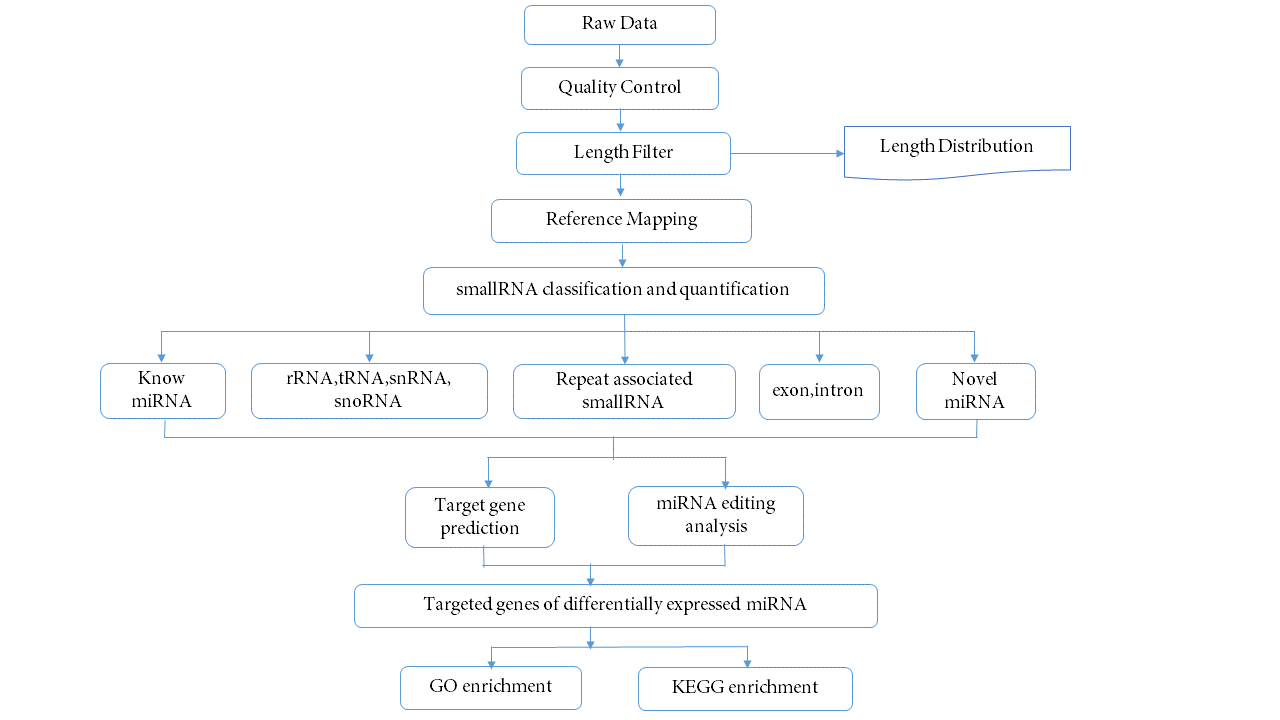 Raw Data
Quality Control
Length Filter
Length Distribution
Reference Mapping
smallRNA classification and quantification
Know
miRNA
rRNA,tRNA,snRNA,
snoRNA
Repeat associated
smallRNA
exon,intron
Novel
miRNA
Target gene
prediction
miRNA editing
analysis
Targeted genes of differentially expressed miRNA
GO enrichment
KEGG enrichment